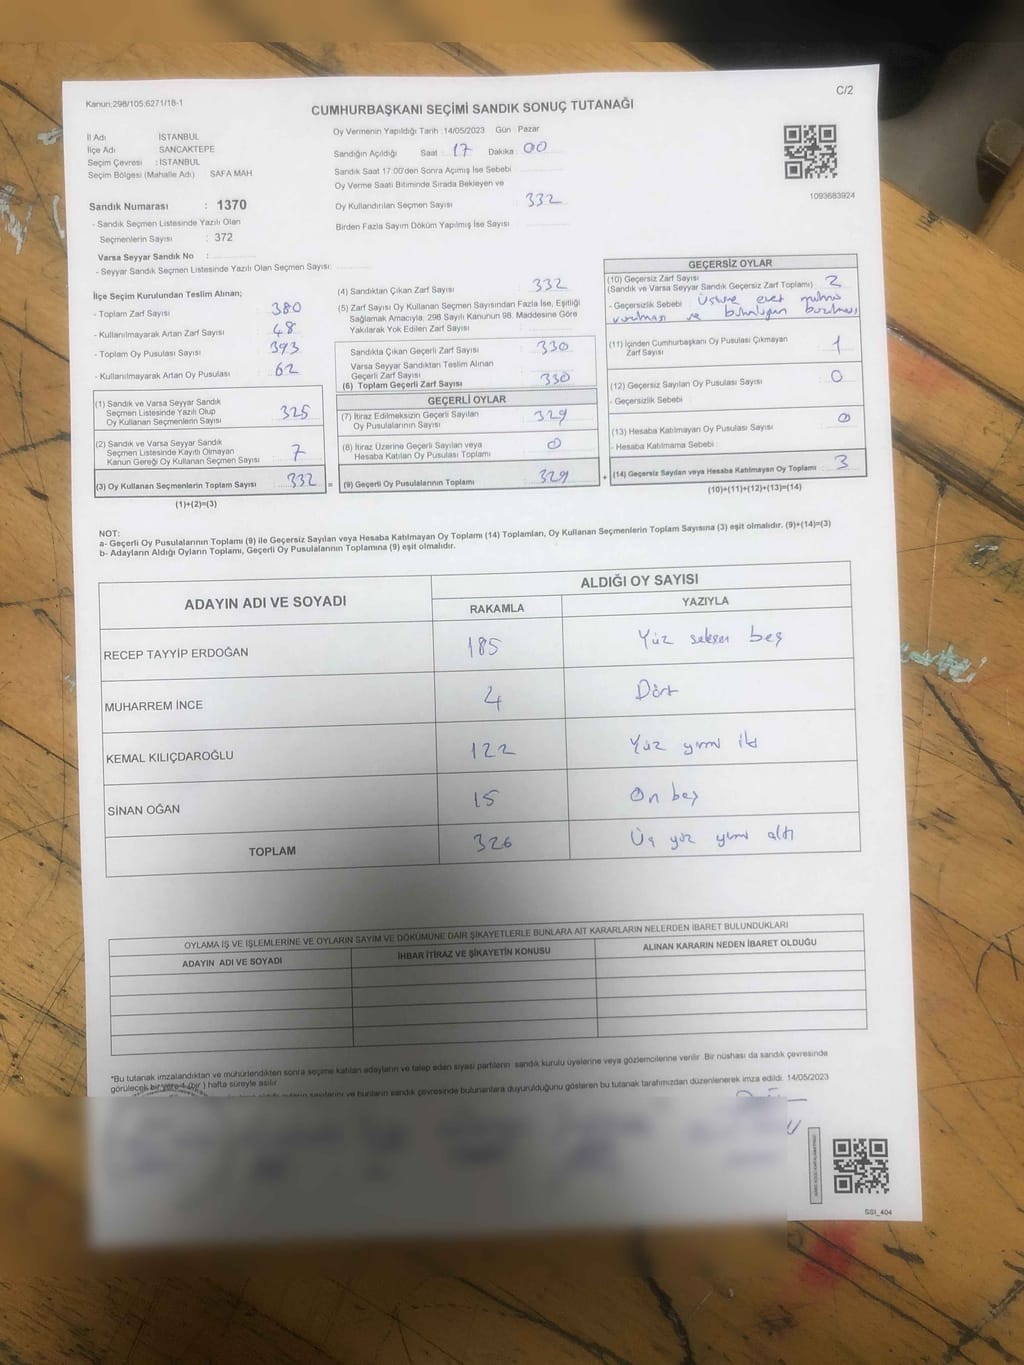 Kanun;298/105;6271/18-1
C/2
CUMHURBAŞKANI SEÇİMİ SANDIK SONUÇ TUTANAĞI
İl Adı İSTANBUL
İlçe Adı SANCAKTEPE
Seçim Çevresi : İSTANBUL
Seçim Bölgesi (Mahalle Adı) SAFA MAH
Sandık Numarası : 1370
- Sandık Seçmen Listesinde Yazılı Olan
Seçmenlerin Sayısı : 372
Varsa Seyyar Sandık No :
- Seyyar Sandık Seçmen Listesinde Yazılı Olan Seçmen Sayısı:
Oy Vermenin Yapıldığı Tarih :14/05/2023 Gün Pazar
Sandığın Açıldığı Saat : 17 Dakika 00
Sandık Saat 17.00'den Sonra Açımış İse Sebebi
Oy Verme Saati Bitiminde Sırada Bekleyen ve
Oy Kullandırılan Seçmen Sayısı : 332
Birden Fazla Sayım Döküm Yapılmış İse Sayısı :
1093683924
İlçe Seçim Kurulundan Teslim Alınan;
- Toplam Zarf Sayısı : 380
- Kullanılmayarak Artan Zarf Sayısı : 48
- Toplam Oy Pusulası Sayısı : 393
- Kullanılmayarak Artan Oy Pusulası : 62
(1) Sandık ve Varsa Seyyar Sandık
Seçmen Listesinde Yazılı Olup
Oy Kullanan Seçmenlerin Sayısı : 325
(2) Sandık ve Varsa Seyyar Sandık
Seçmen Listesinde Kayıtlı Olmayan
Kanun Gereği Oy Kullanan Seçmen Sayısı : 7
(3) Oy Kullanan Seçmenlerin Toplam Sayısı : 332 =
(1)+(2)=(3)
(4) Sandıktan Çıkan Zarf Sayısı : 332
(5) Zarf Sayısı Oy Kullanan Seçmen Sayısından Fazla İse, Eşitliği
Sağlamak Amacıyla; 298 Sayılı Kanunun 98. Maddesine Göre
Yakılarak Yok Edilen Zarf Sayısı :
Sandıkta Çıkan Geçerli Zarf Sayısı : 330
Varsa Seyyar Sandıktan Teslim Alınan
Geçerli Zarf Sayısı :
(6) Toplam Geçerli Zarf Sayısı : 330
GEÇERLİ OYLAR
(7) İtiraz Edilmeksizin Geçerli Sayılan
Oy Pusulalarının Sayısı : 329
(8) İtiraz Üzerine Geçerli Sayılan veya
Hesaba Katılan Oy Pusulası Toplamı : 0
(9) Geçerli Oy Pusulalarının Toplamı : 329 +
GEÇERSİZ OYLAR
(10) Geçersiz Zarf Sayısı
(Sandık ve Varsa Seyyar Sandık Geçersiz Zarf Toplamı) : 2
- Geçersizlik Sebebi : Üstüne evet mührü
vurulması ve bütünlüğün bozulması
(11) İçinden Cumhurbaşkanı Oy Pusulası Çıkmayan
Zarf Sayısı : 1
(12) Geçersiz Sayılan Oy Pusulası Sayısı : 0
- Geçersizlik Sebebi :
(13) Hesaba Katılmayan Oy Pusulası Sayısı : 0
- Hesaba Katılmama Sebebi :
(14) Geçersiz Sayılan veya Hesaba Katılmayan Oy Toplamı : 3
(10)+(11)+(12)+(13)=(14)
NOT:
a- Geçerli Oy Pusulalarının Toplamı (9) ile Geçersiz Sayılan veya Hesaba Katılmayan Oy Toplamı (14) Toplamları, Oy Kullanan Seçmenlerin Toplam Sayısına (3) eşit olmalıdır. (9)+(14)=(3)
b- Adayların Aldığı Oyların Toplamı, Geçerli Oy Pusulalarının Toplamına (9) eşit olmalıdır.
ADAYIN ADI VE SOYADI ALDIĞI OY SAYISI
RAKAMLA YAZIYLA
RECEP TAYYİP ERDOĞAN 185 Yüz seksen beş
MUHARREM İNCE 4 Dört
KEMAL KILIÇDAROĞLU 122 Yüz yirmi iki
SİNAN OĞAN 15 On beş
TOPLAM 326 Üç yüz yirmi altı
OYLAMA İŞ VE İŞLEMLERİNE VE OYLARIN SAYIM VE DÖKÜMÜNE DAİR ŞİKAYETLERLE BUNLARA AİT KARARLARIN NELERDEN İBARET BULUNDUKLARI
ADAYIN ADI VE SOYADI İHBAR İTİRAZ VE ŞİKAYETİN KONUSU ALINAN KARARIN NEDEN İBARET OLDUĞU
*Bu tutanak imzalandıktan ve mühürlendikten sonra seçime katılan adayların ve talep eden siyasi partilerin sandık kurulu üyelerine veya gözlemcilerine verilir. Bir nüshası da sandık çevresinde
görülecek bir yere 1 (bir ) hafta süreyle asılır.
oyların sayılarını ve bunların sandık çevresinde bulunanlara duyurulduğunu gösteren bu tutanak tarafımızdan düzenlenerek imza edildi. 14/05/2023
SSI_404